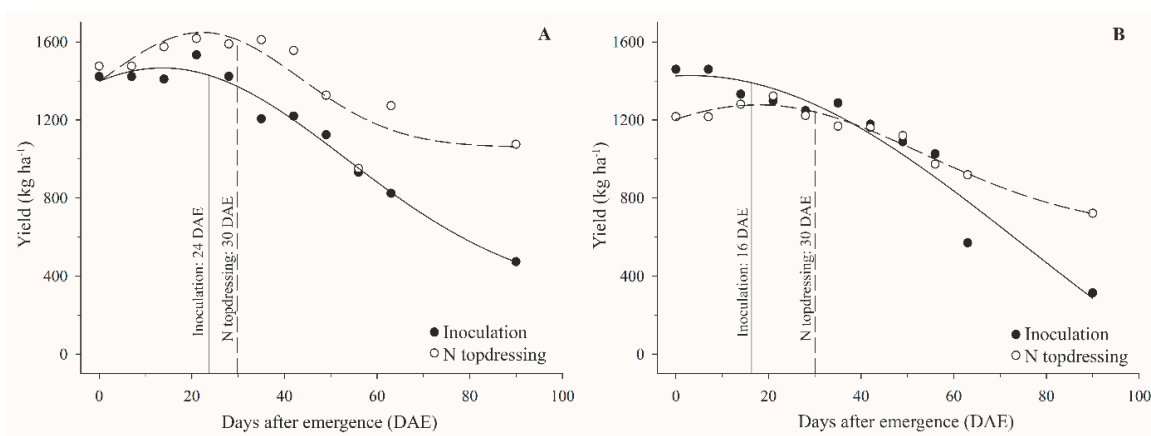 A
Yield (kg ha⁻¹)
1600
1200
800
400
0
Inoculation: 24 DAE
N topdressing: 30 DAE
Inoculation
N topdressing
0 20 40 60 80 100
Days after emergence (DAE)
B
Yield (kg ha⁻¹)
1600
1200
800
400
0
Inoculation: 16 DAE
N topdressing: 30 DAE
Inoculation
N topdressing
0 20 40 60 80 100
Days after emergence (DAE)